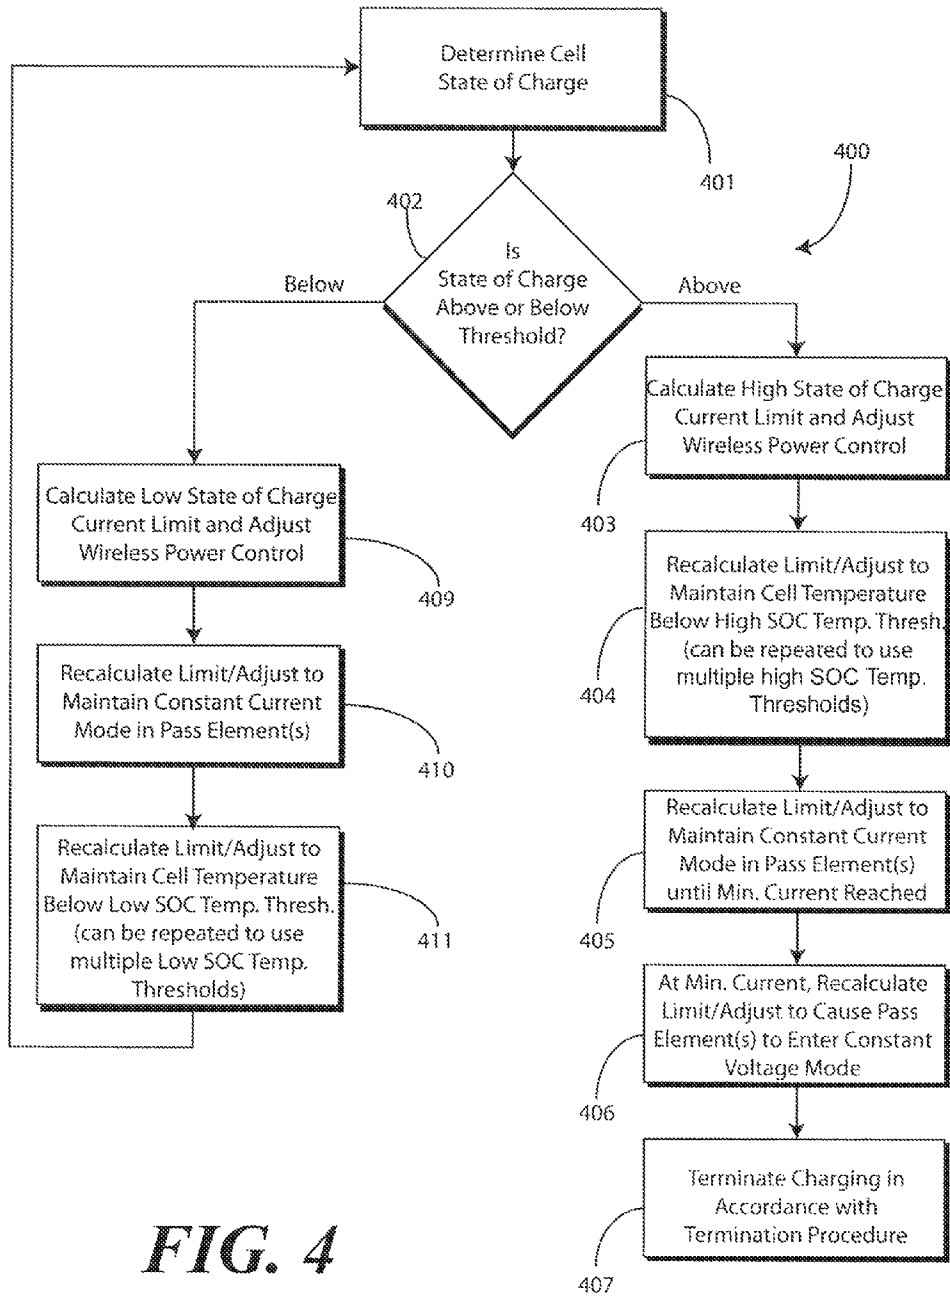 Determine Cell
State of Charge
401
400
402
Is
State of Charge
Above or Below
Threshold?
Below
Above
Calculate High State of Charge
Current Limit and Adjust
Wireless Power Control
403
Calculate Low State of Charge
Current Limit and Adjust
Wireless Power Control
409
Recalculate Limit/Adjust to
Maintain Cell Temperature
Below High SOC Temp. Thresh.
(can be repeated to use
multiple high SOC Temp.
Thresholds)
404
Recalculate Limit/Adjust to
Maintain Constant Current
Mode in Pass Element(s)
410
Recalculate Limit/Adjust to
Maintain Constant Current
Mode in Pass Element(s)
until Min. Current Reached
405
Recalculate Limit/Adjust to
Maintain Cell Temperature
Below Low SOC Temp. Thresh.
(can be repeated to use
multiple Low SOC Temp.
Thresholds)
411
At Min. Current, Recalculate
Limit/Adjust to Cause Pass
Element(s) to Enter Constant
Voltage Mode
406
Terminate Charging in
Accordance with
Termination Procedure
407
FIG. 4